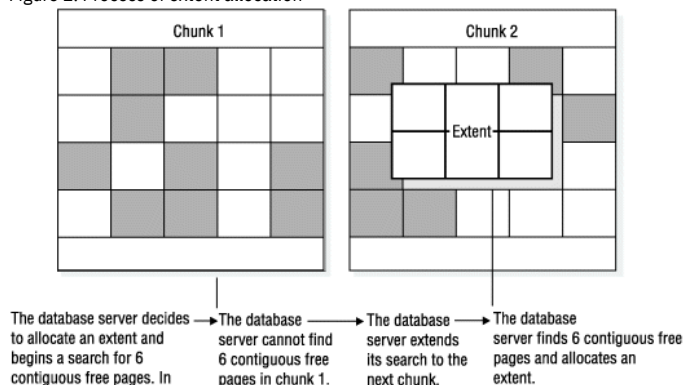 Figure 2. Process of extent allocation
Chunk 1
Chunk 2
Extent
The database server decides
to allocate an extent and
begins a search for 6
contiguous free pages. In
The database
server cannot find
6 contiguous free
pages in chunk 1.
The database
server extends
its search to the
next chunk.
The database
server finds 6 contiguous free
pages and allocates an
extent.